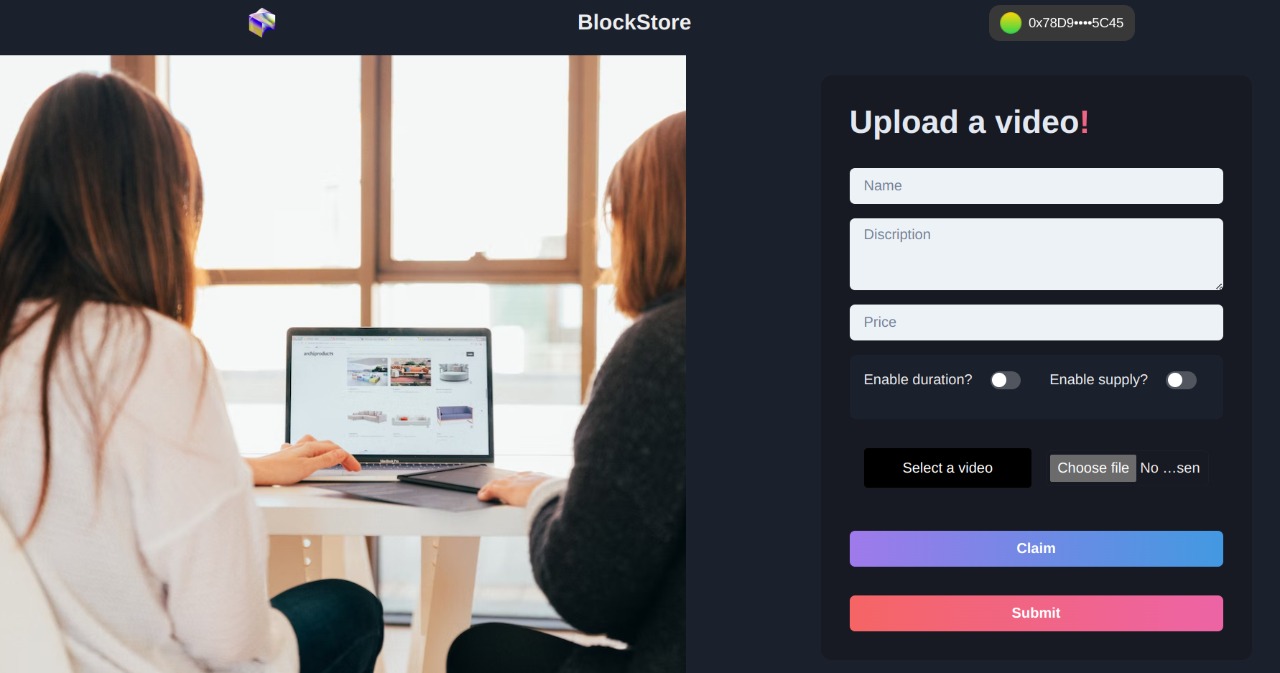 BlockStore
0x78D9••••5C45
Upload a video!
Name
Discription
Price
Enable duration? Enable supply?
Select a video Choose file No …sen
Claim
Submit